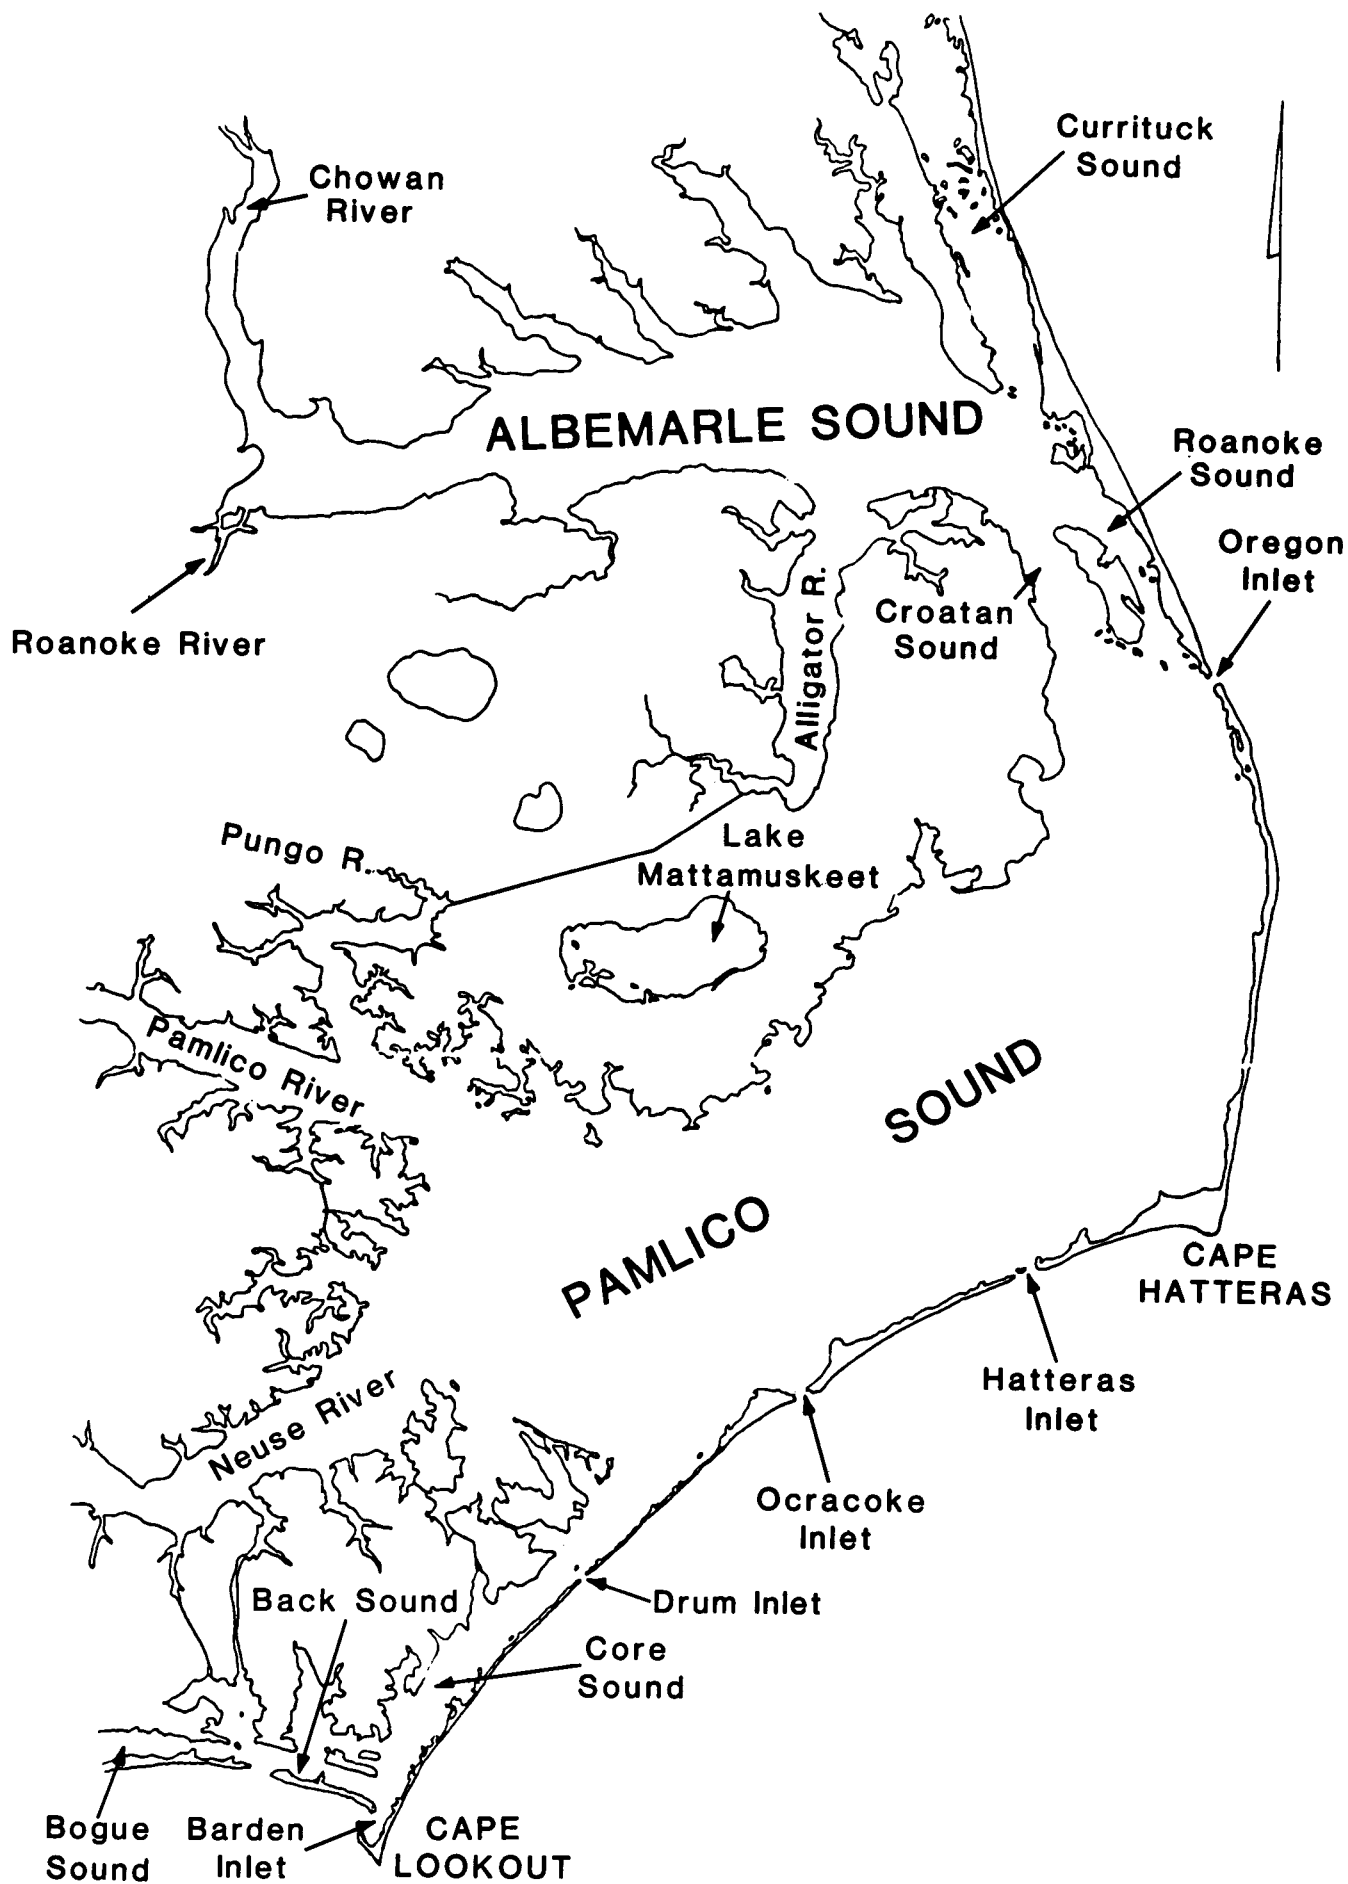 Currituck
Sound
Chowan
River
ALBEMARLE SOUND
Roanoke
Sound
Oregon
Inlet
Alligator R.
Croatan
Sound
Roanoke River
Pungo R.
Lake
Mattamuskeet
Pamlico River
SOUND
PAMLICO
CAPE
HATTERAS
Hatteras
Inlet
Neuse River
Ocracoke
Inlet
Back Sound
Drum Inlet
Core
Sound
Bogue
Sound
Barden
Inlet
CAPE
LOOKOUT